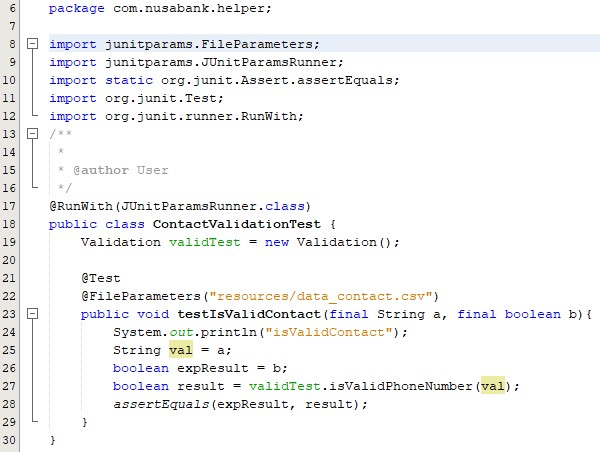 6 package com.nusabank.helper;
7
8 import junitparams.FileParameters;
9 import junitparams.JUnitParamsRunner;
10 import static org.junit.Assert.assertEquals;
11 import org.junit.Test;
12 import org.junit.runner.RunWith;
13 /**
14  *
15  * @author User
16  */
17 @RunWith(JUnitParamsRunner.class)
18 public class ContactValidationTest {
19     Validation validTest = new Validation();
20
21     @Test
22     @FileParameters("resources/data_contact.csv")
23     public void testIsValidContact(final String a, final boolean b){
24         System.out.println("isValidContact");
25         String val = a;
26         boolean expResult = b;
27         boolean result = validTest.isValidPhoneNumber(val);
28         assertEquals(expResult, result);
29     }
30 }